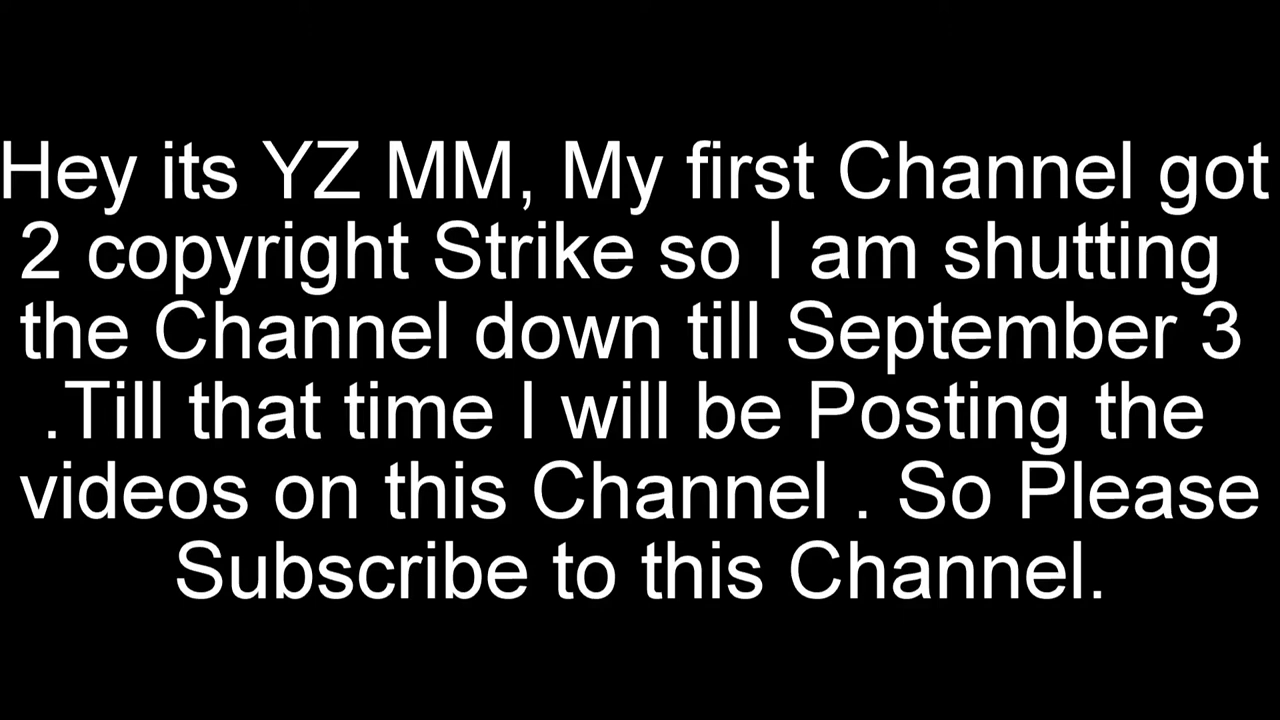 Hey its YZ MM, My first Channel got
2 copyright Strike so I am shutting
the Channel down till September 3
.Till that time I will be Posting the
videos on this Channel . So Please
Subscribe to this Channel.